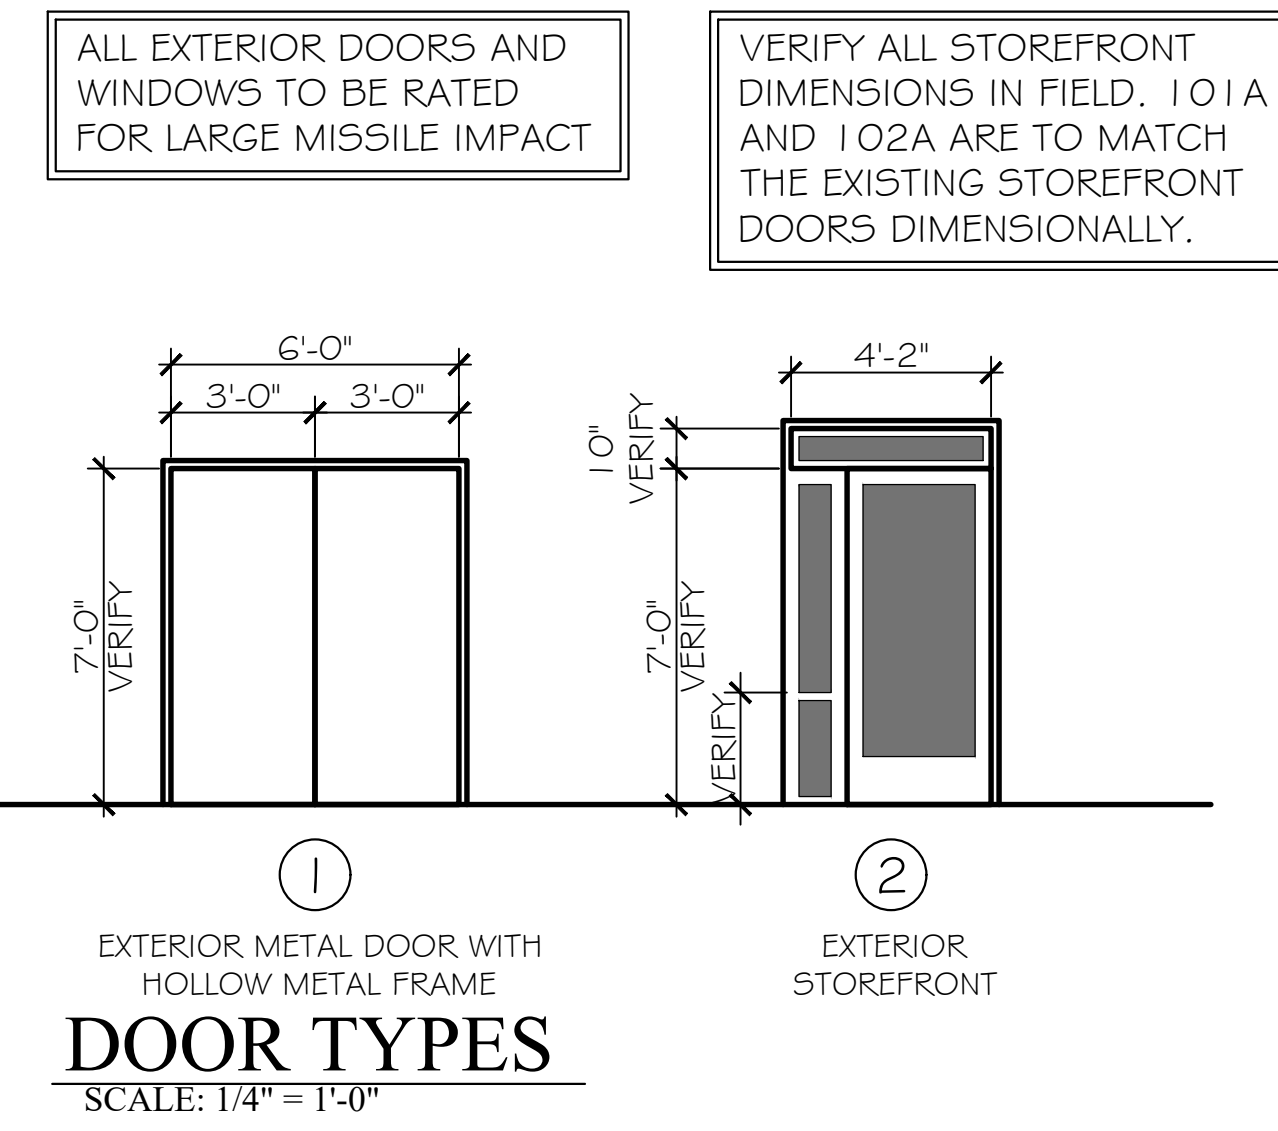 ALL EXTERIOR DOORS AND
WINDOWS TO BE RATED
FOR LARGE MISSILE IMPACT
VERIFY ALL STOREFRONT
DIMENSIONS IN FIELD. 101A
AND 102A ARE TO MATCH
THE EXISTING STOREFRONT
DOORS DIMENSIONALLY.
6'-0"
3'-0" 3'-0"
7'-0"
VERIFY
4'-2"
10"
VERIFY
7'-0"
VERIFY
VERIFY
1
EXTERIOR METAL DOOR WITH
HOLLOW METAL FRAME
2
EXTERIOR
STOREFRONT
DOOR TYPES
SCALE: 1/4" = 1'-0"